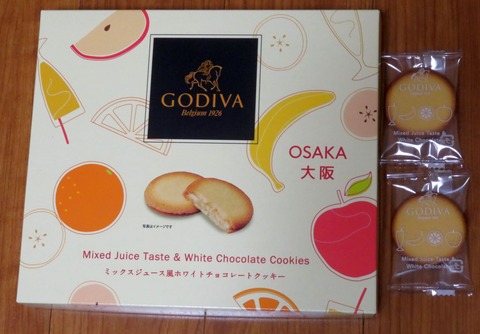 GODIVA
Belgium 1926
OSAKA
大阪
写真はイメージです
Mixed Juice Taste & White Chocolate Cookies
ミックスジュース風ホワイトチョコレートクッキー
GODIVA
Mixed Juice Taste &
White Chocolate
GODIVA
Mixed Juice Taste &
White Chocolate